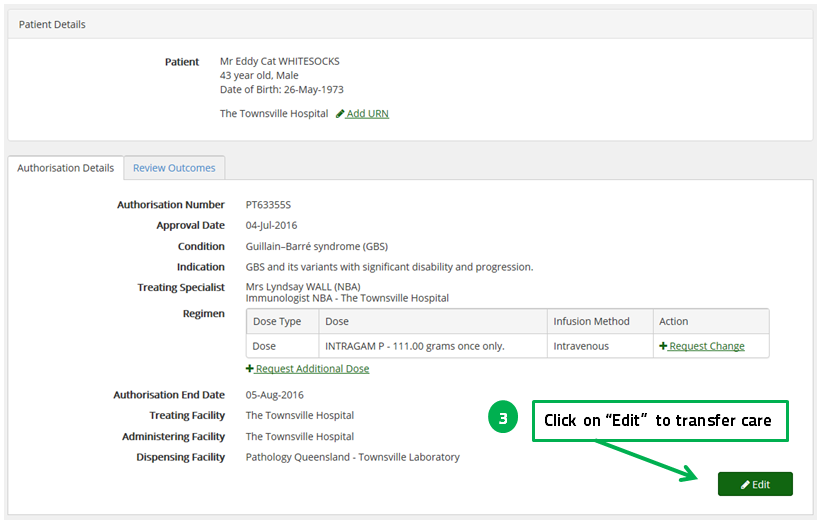 Patient Details
Patient Mr Eddy Cat WHITESOCKS
43 year old, Male
Date of Birth: 26-May-1973
The Townsville Hospital Add URN
Authorisation Details Review Outcomes
Authorisation Number PT63355S
Approval Date 04-Jul-2016
Condition Guillain–Barré syndrome (GBS)
Indication GBS and its variants with significant disability and progression.
Treating Specialist Mrs Lyndsay WALL (NBA)
Immunologist NBA - The Townsville Hospital
Regimen
Dose Type Dose Infusion Method Action
Dose INTRAGAM P - 111.00 grams once only. Intravenous Request Change
Request Additional Dose
Authorisation End Date 05-Aug-2016
Treating Facility The Townsville Hospital
Administering Facility The Townsville Hospital
Dispensing Facility Pathology Queensland - Townsville Laboratory
3 Click on “Edit” to transfer care
Edit